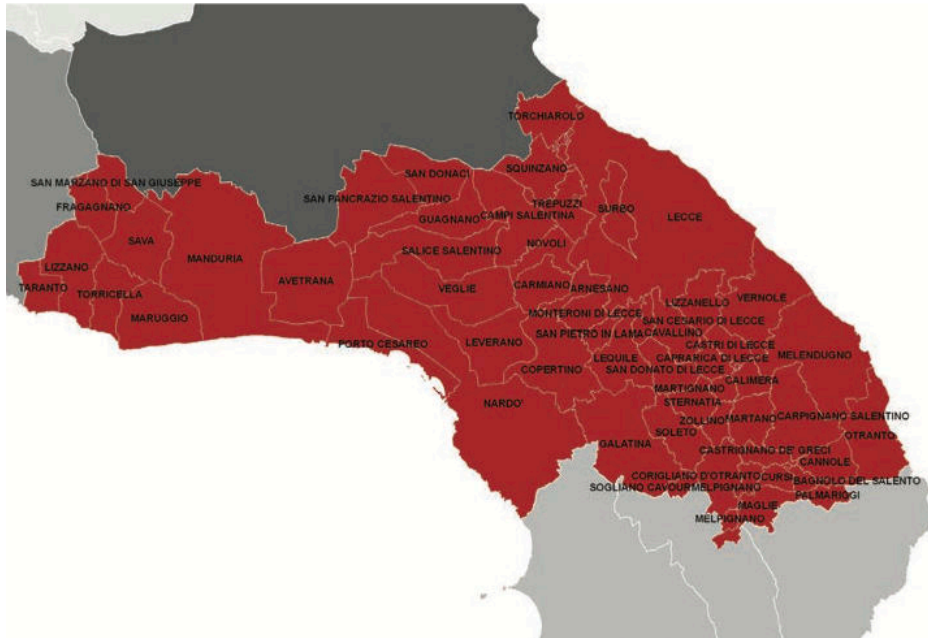 TORCHIAROLO
SAN DONACI
SQUINZANO
SAN MARZANO DI SAN GIUSEPPE
SAN PANCRAZIO SALENTINO
TREPUZZI
FRAGAGNANO
SURBO
GUAGNANO
CAMPI SALENTINA
LECCE
SAVA
NOVOLI
SALICE SALENTINO
MANDURIA
LIZZANO
AVETRANA
TARANTO
VEGLIE
CARMIANO
ARNESANO
TORRICELLA
LIZZANELLO
VERNOLE
MARUGGIO
MONTERONI DI LECCE
SAN CESARIO DI LECCE
SAN PIETRO IN LAMA
CAVALLINO
PORTO CESAREO
LEVERANO
CASTRI DI LECCE
LEQUILE
CAPRARICA DI LECCE
MELENDUGNO
COPERTINO
SAN DONATO DI LECCE
CALIMERA
MARTIGNANO
NARDO'
STERNATIA
ZOLLINO
MARTANO
CARPIGNANO SALENTINO
SOLETO
OTRANTO
GALATINA
CASTRIGNANO DE' GRECI
CANNOLE
CORIGLIANO D'OTRANTO
CURSI
BAGNOLO DEL SALENTO
SOGLIANO CAVOUR
MELPIGNANO
PALMARIGGI
MAGLIE
MELPIGNANO